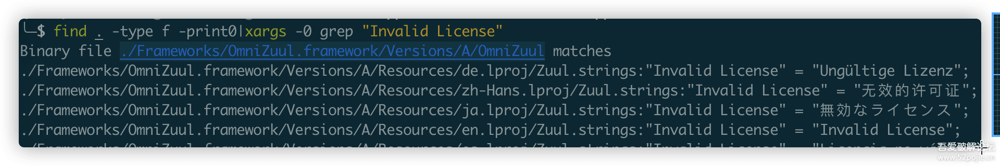 ╰─$ find . -type f -print0|xargs -0 grep "Invalid License"
Binary file ./Frameworks/OmniZuul.framework/Versions/A/OmniZuul matches
./Frameworks/OmniZuul.framework/Versions/A/Resources/de.lproj/Zuul.strings:"Invalid License" = "Ungültige Lizenz";
./Frameworks/OmniZuul.framework/Versions/A/Resources/zh-Hans.lproj/Zuul.strings:"Invalid License" = "无效的许可证";
./Frameworks/OmniZuul.framework/Versions/A/Resources/ja.lproj/Zuul.strings:"Invalid License" = "無効なライセンス";
./Frameworks/OmniZuul.framework/Versions/A/Resources/en.lproj/Zuul.strings:"Invalid License" = "Invalid License";
吾爱破解论坛
www.52pojie.cn